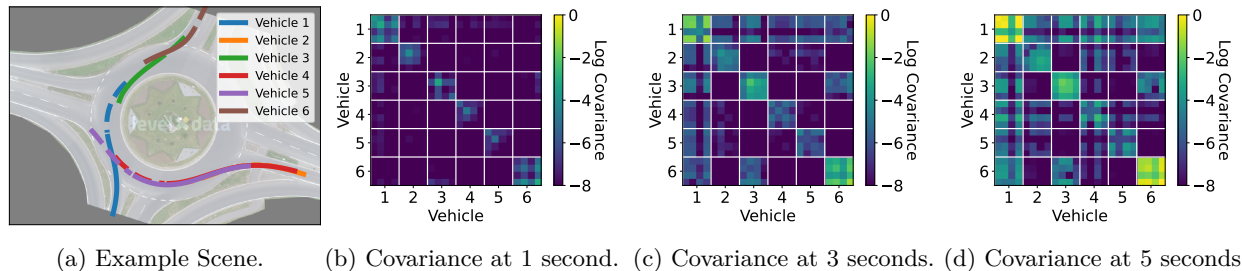 Vehicle 1
Vehicle 2
Vehicle 3
Vehicle 4
Vehicle 5
Vehicle 6
levelXdata
(a) Example Scene.
Vehicle
1
2
3
4
5
6
1 2 3 4 5 6
Vehicle
0
−2
−4
−6
−8
Log Covariance
(b) Covariance at 1 second.
Vehicle
1
2
3
4
5
6
1 2 3 4 5 6
Vehicle
0
−2
−4
−6
−8
Log Covariance
(c) Covariance at 3 seconds.
Vehicle
1
2
3
4
5
6
1 2 3 4 5 6
Vehicle
0
−2
−4
−6
−8
Log Covariance
(d) Covariance at 5 seconds